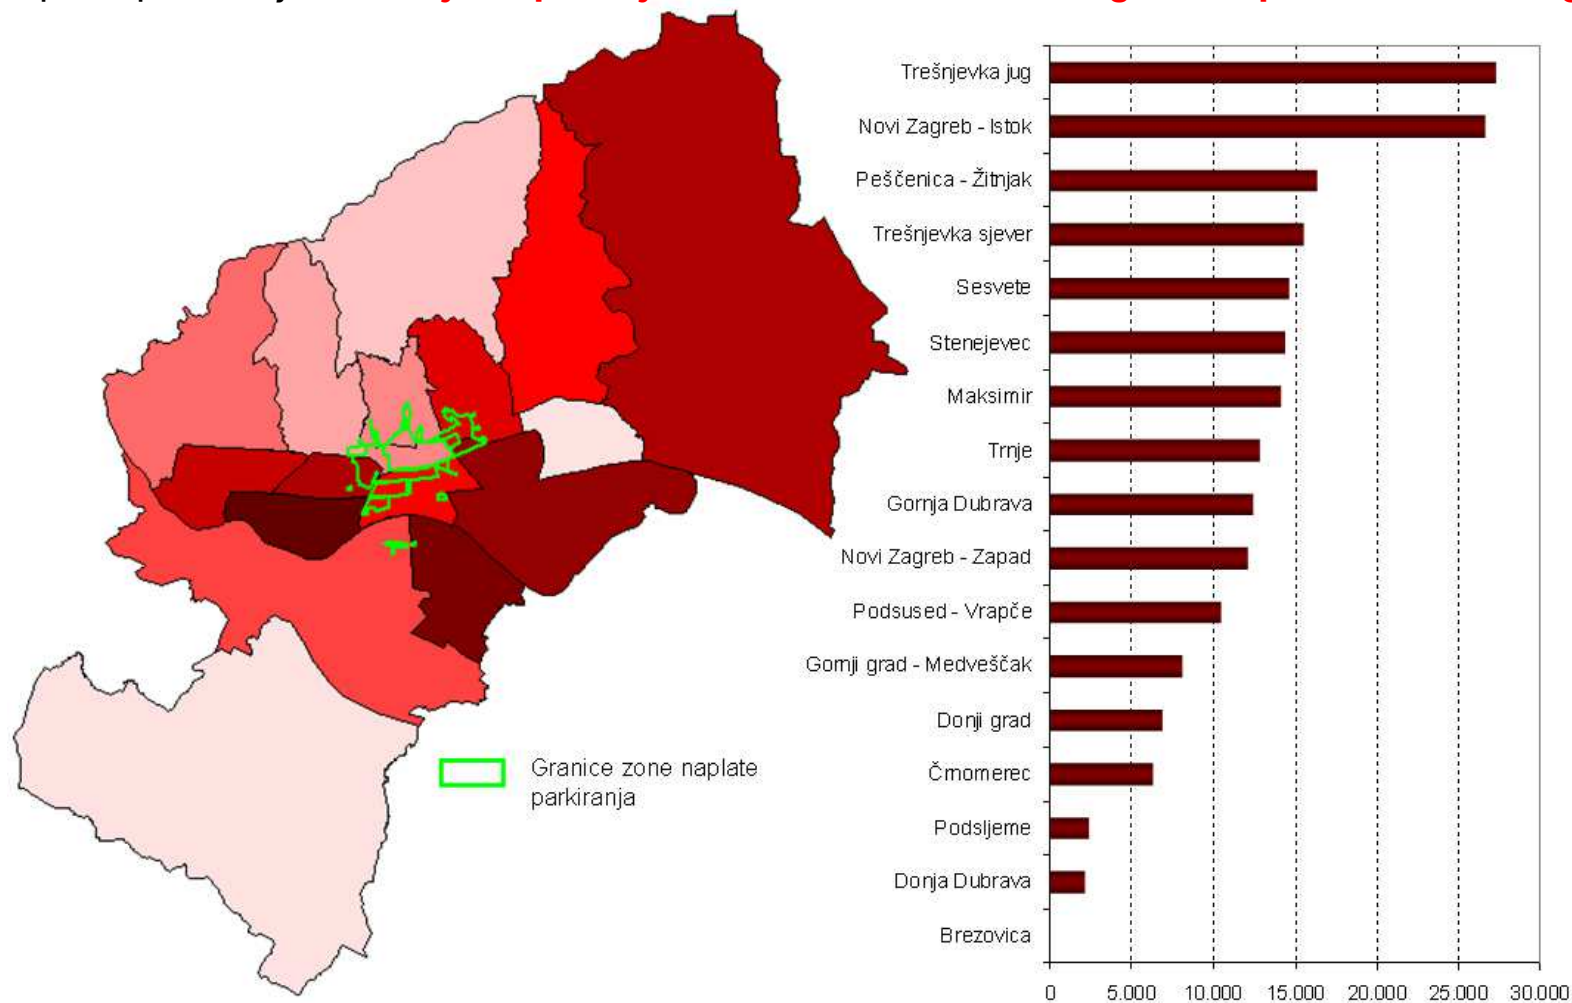 Trešnjevka jug
Novi Zagreb - Istok
Peščenica - Žitnjak
Trešnjevka sjever
Sesvete
Stenejevec
Maksimir
Trnje
Gornja Dubrava
Novi Zagreb - Zapad
Podsused - Vrapče
Gornji grad - Medveščak
Donji grad
Črnomerec
Podsljeme
Donja Dubrava
Brezovica
0 5.000 10.000 15.000 20.000 25.000 30.000
Granice zone naplate
parkiranja